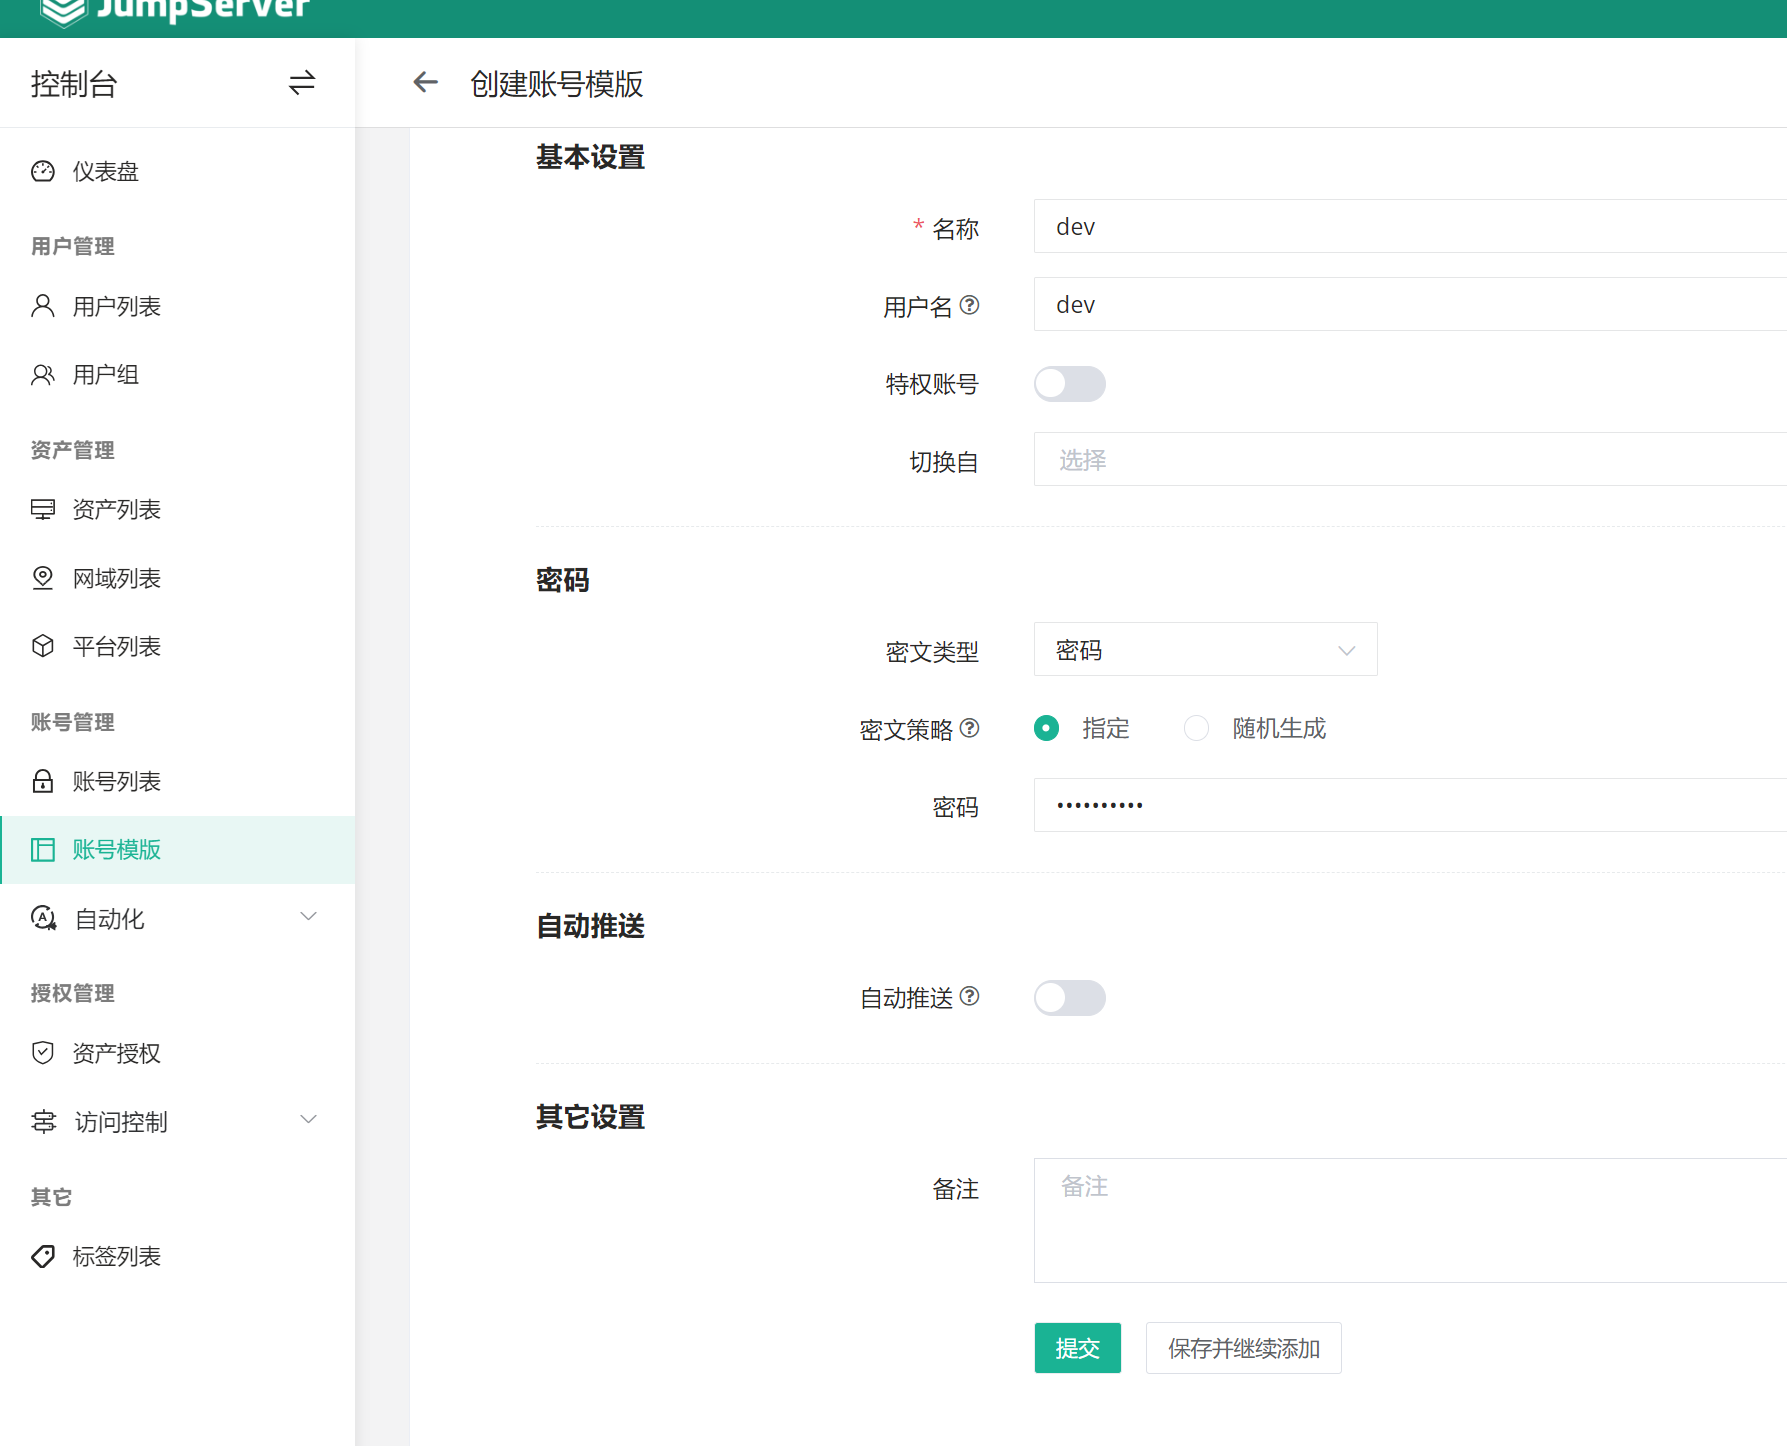 JumpServer
控制台
仪表盘
用户管理
用户列表
用户组
资产管理
资产列表
网域列表
平台列表
账号管理
账号列表
账号模版
自动化
授权管理
资产授权
访问控制
其它
标签列表
创建账号模版
基本设置
* 名称 dev
用户名 dev
特权账号
切换自 选择
密码
密文类型 密码
密文策略 指定 随机生成
密码 ••••••••••
自动推送
自动推送
其它设置
备注 备注
提交 保存并继续添加